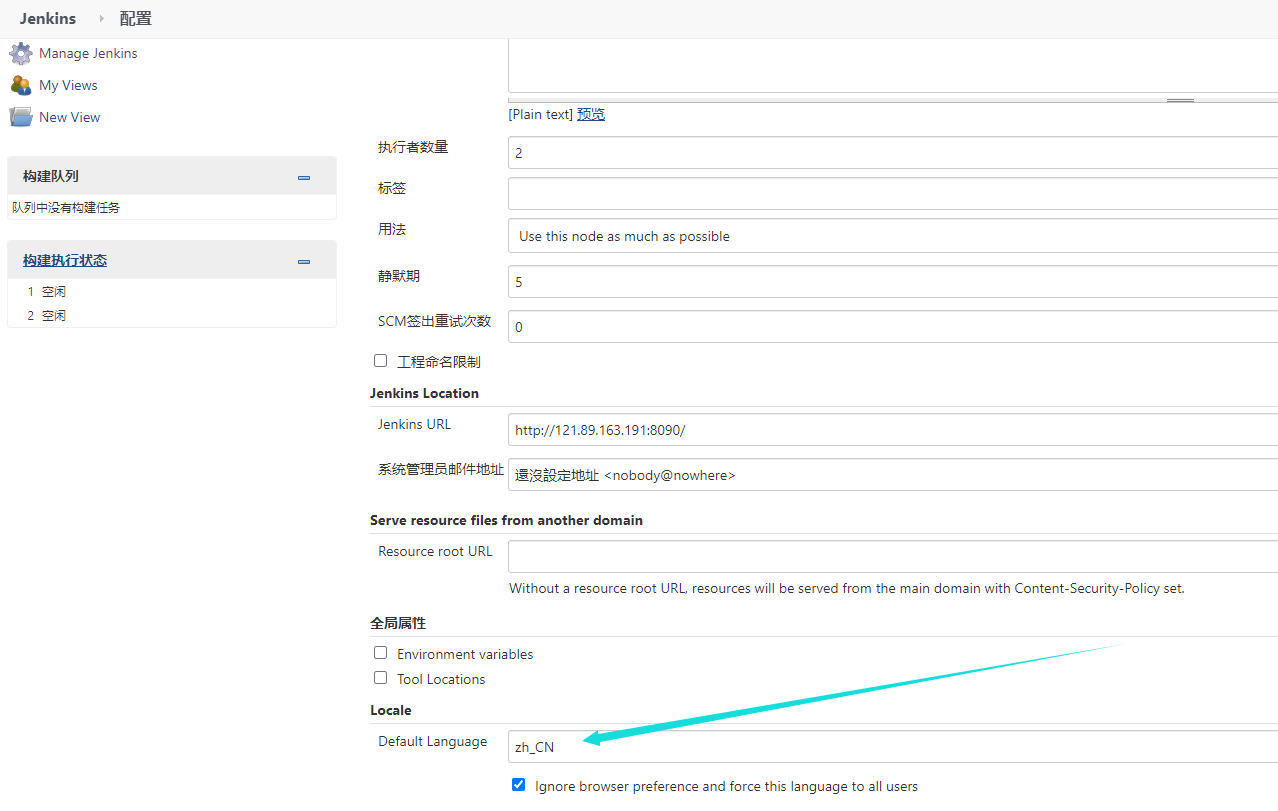 Jenkins 配置
Manage Jenkins
My Views
New View
构建队列
队列中没有构建任务
构建执行状态
1 空闲
2 空闲
[Plain text] 预览
执行者数量 2
标签
用法 Use this node as much as possible
静默期 5
SCM签出重试次数 0
工程命名限制
Jenkins Location
Jenkins URL http://121.89.163.191:8090/
系统管理员邮件地址 還沒設定地址 <nobody@nowhere>
Serve resource files from another domain
Resource root URL
Without a resource root URL, resources will be served from the main domain with Content-Security-Policy set.
全局属性
Environment variables
Tool Locations
Locale
Default Language zh_CN
Ignore browser preference and force this language to all users